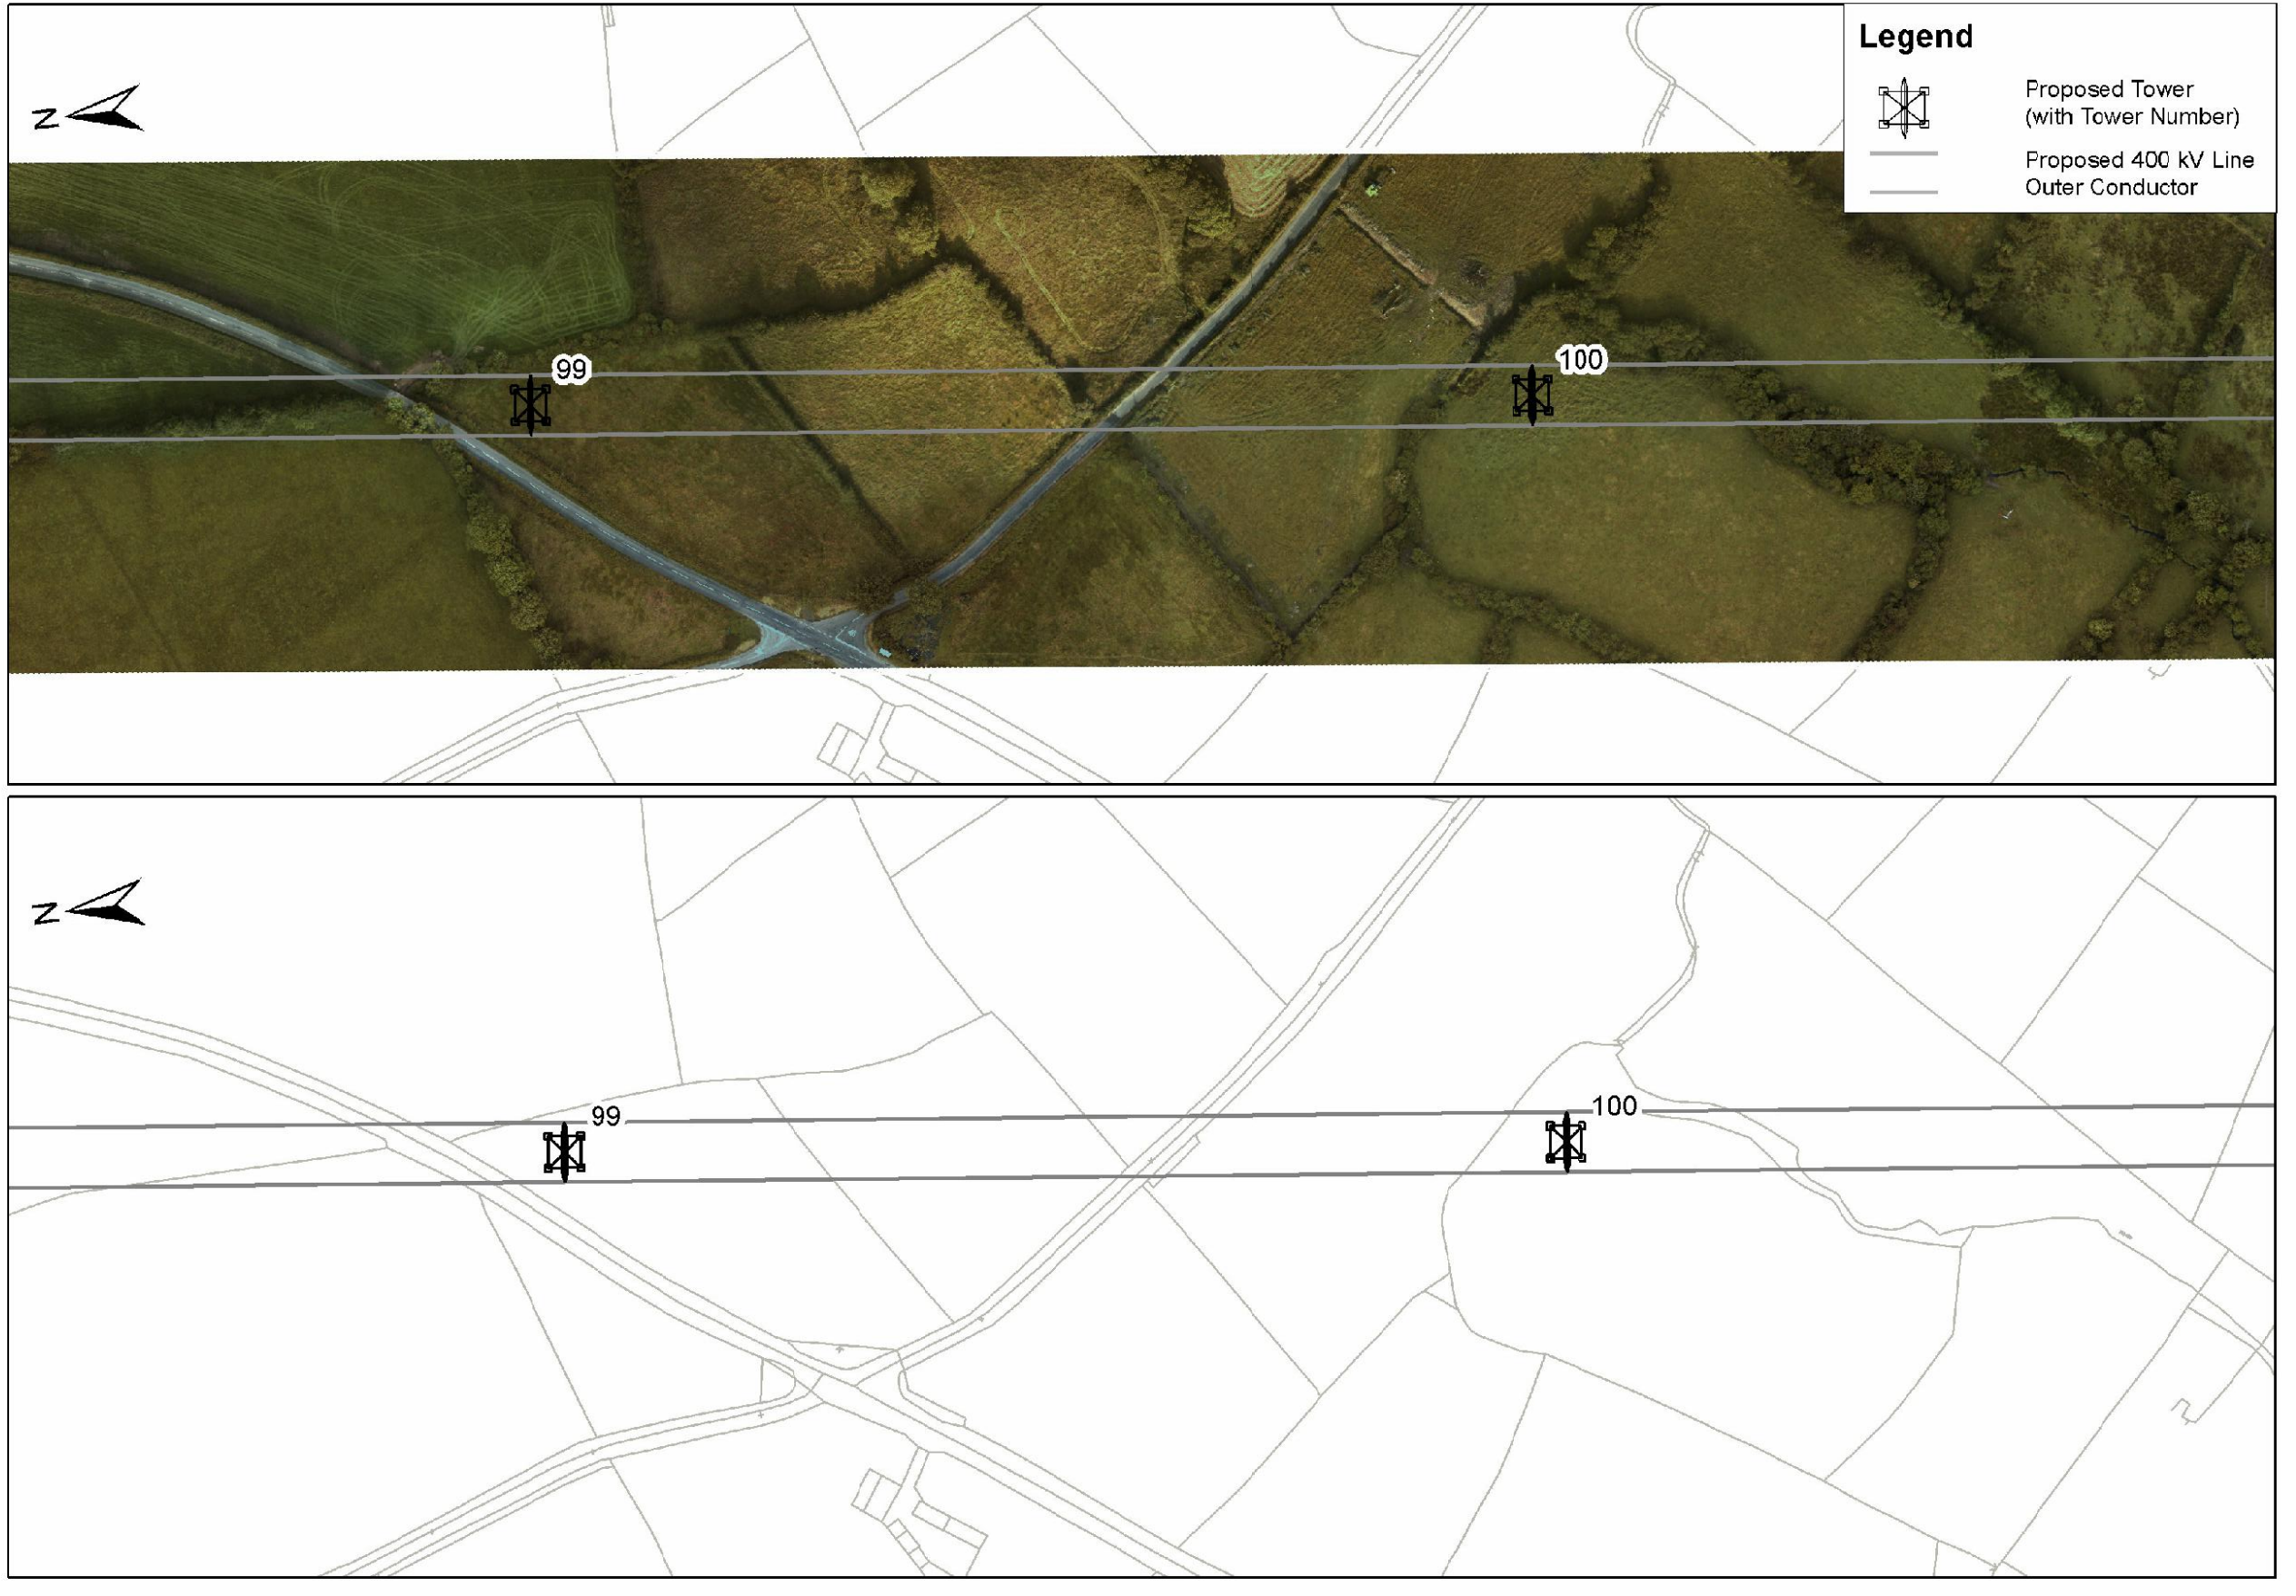 Legend
Proposed Tower
(with Tower Number)
Proposed 400 kV Line
Outer Conductor
N
99
100
N
99
100